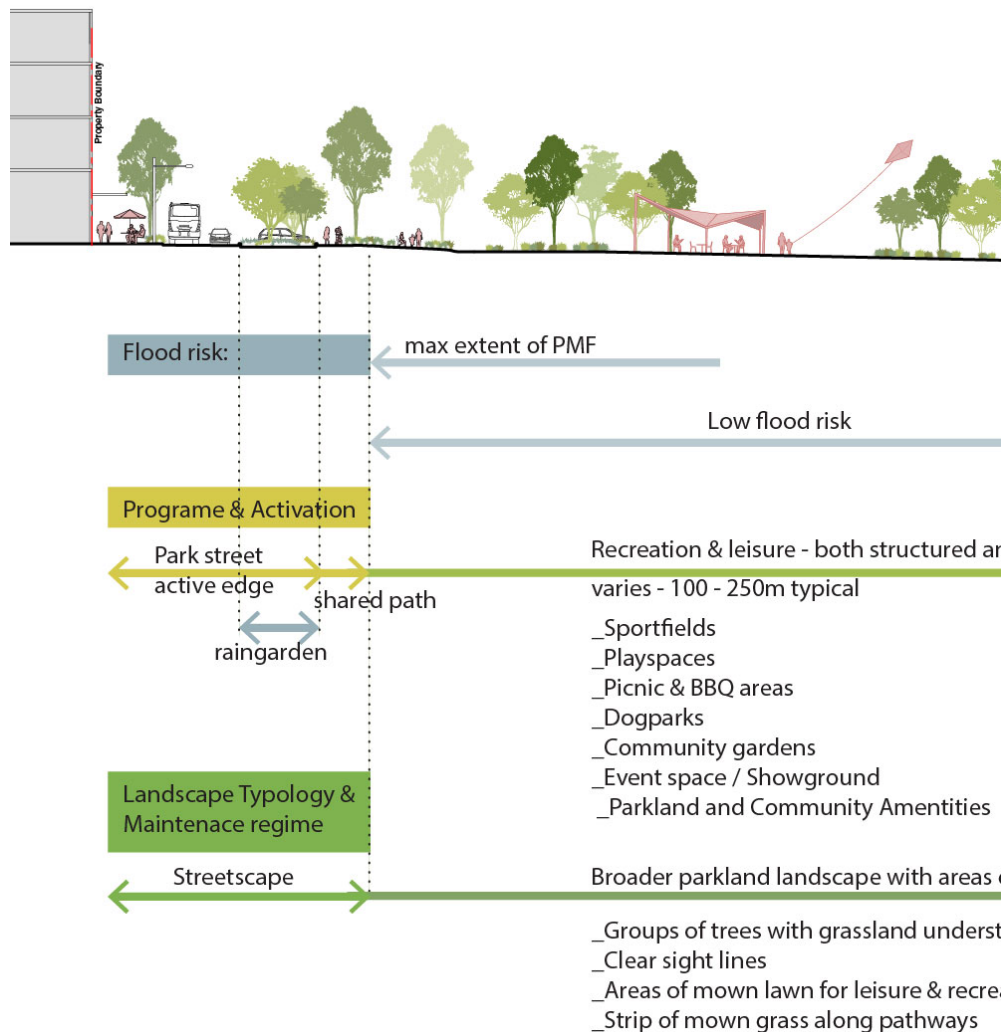 Property Boundary
Flood risk:
max extent of PMF
Low flood risk
Programe & Activation
Park street
active edge
shared path
raingarden
Recreation & leisure - both structured
varies - 100 - 250m typical
_Sportfields
_Playspaces
_Picnic & BBQ areas
_Dogparks
_Community gardens
_Event space / Showground
_Parkland and Community Amentities
Landscape Typology &
Maintenace regime
Streetscape
Broader parkland landscape with areas
_Groups of trees with grassland
_Clear sight lines
_Areas of mown lawn for leisure &
_Strip of mown grass along pathways